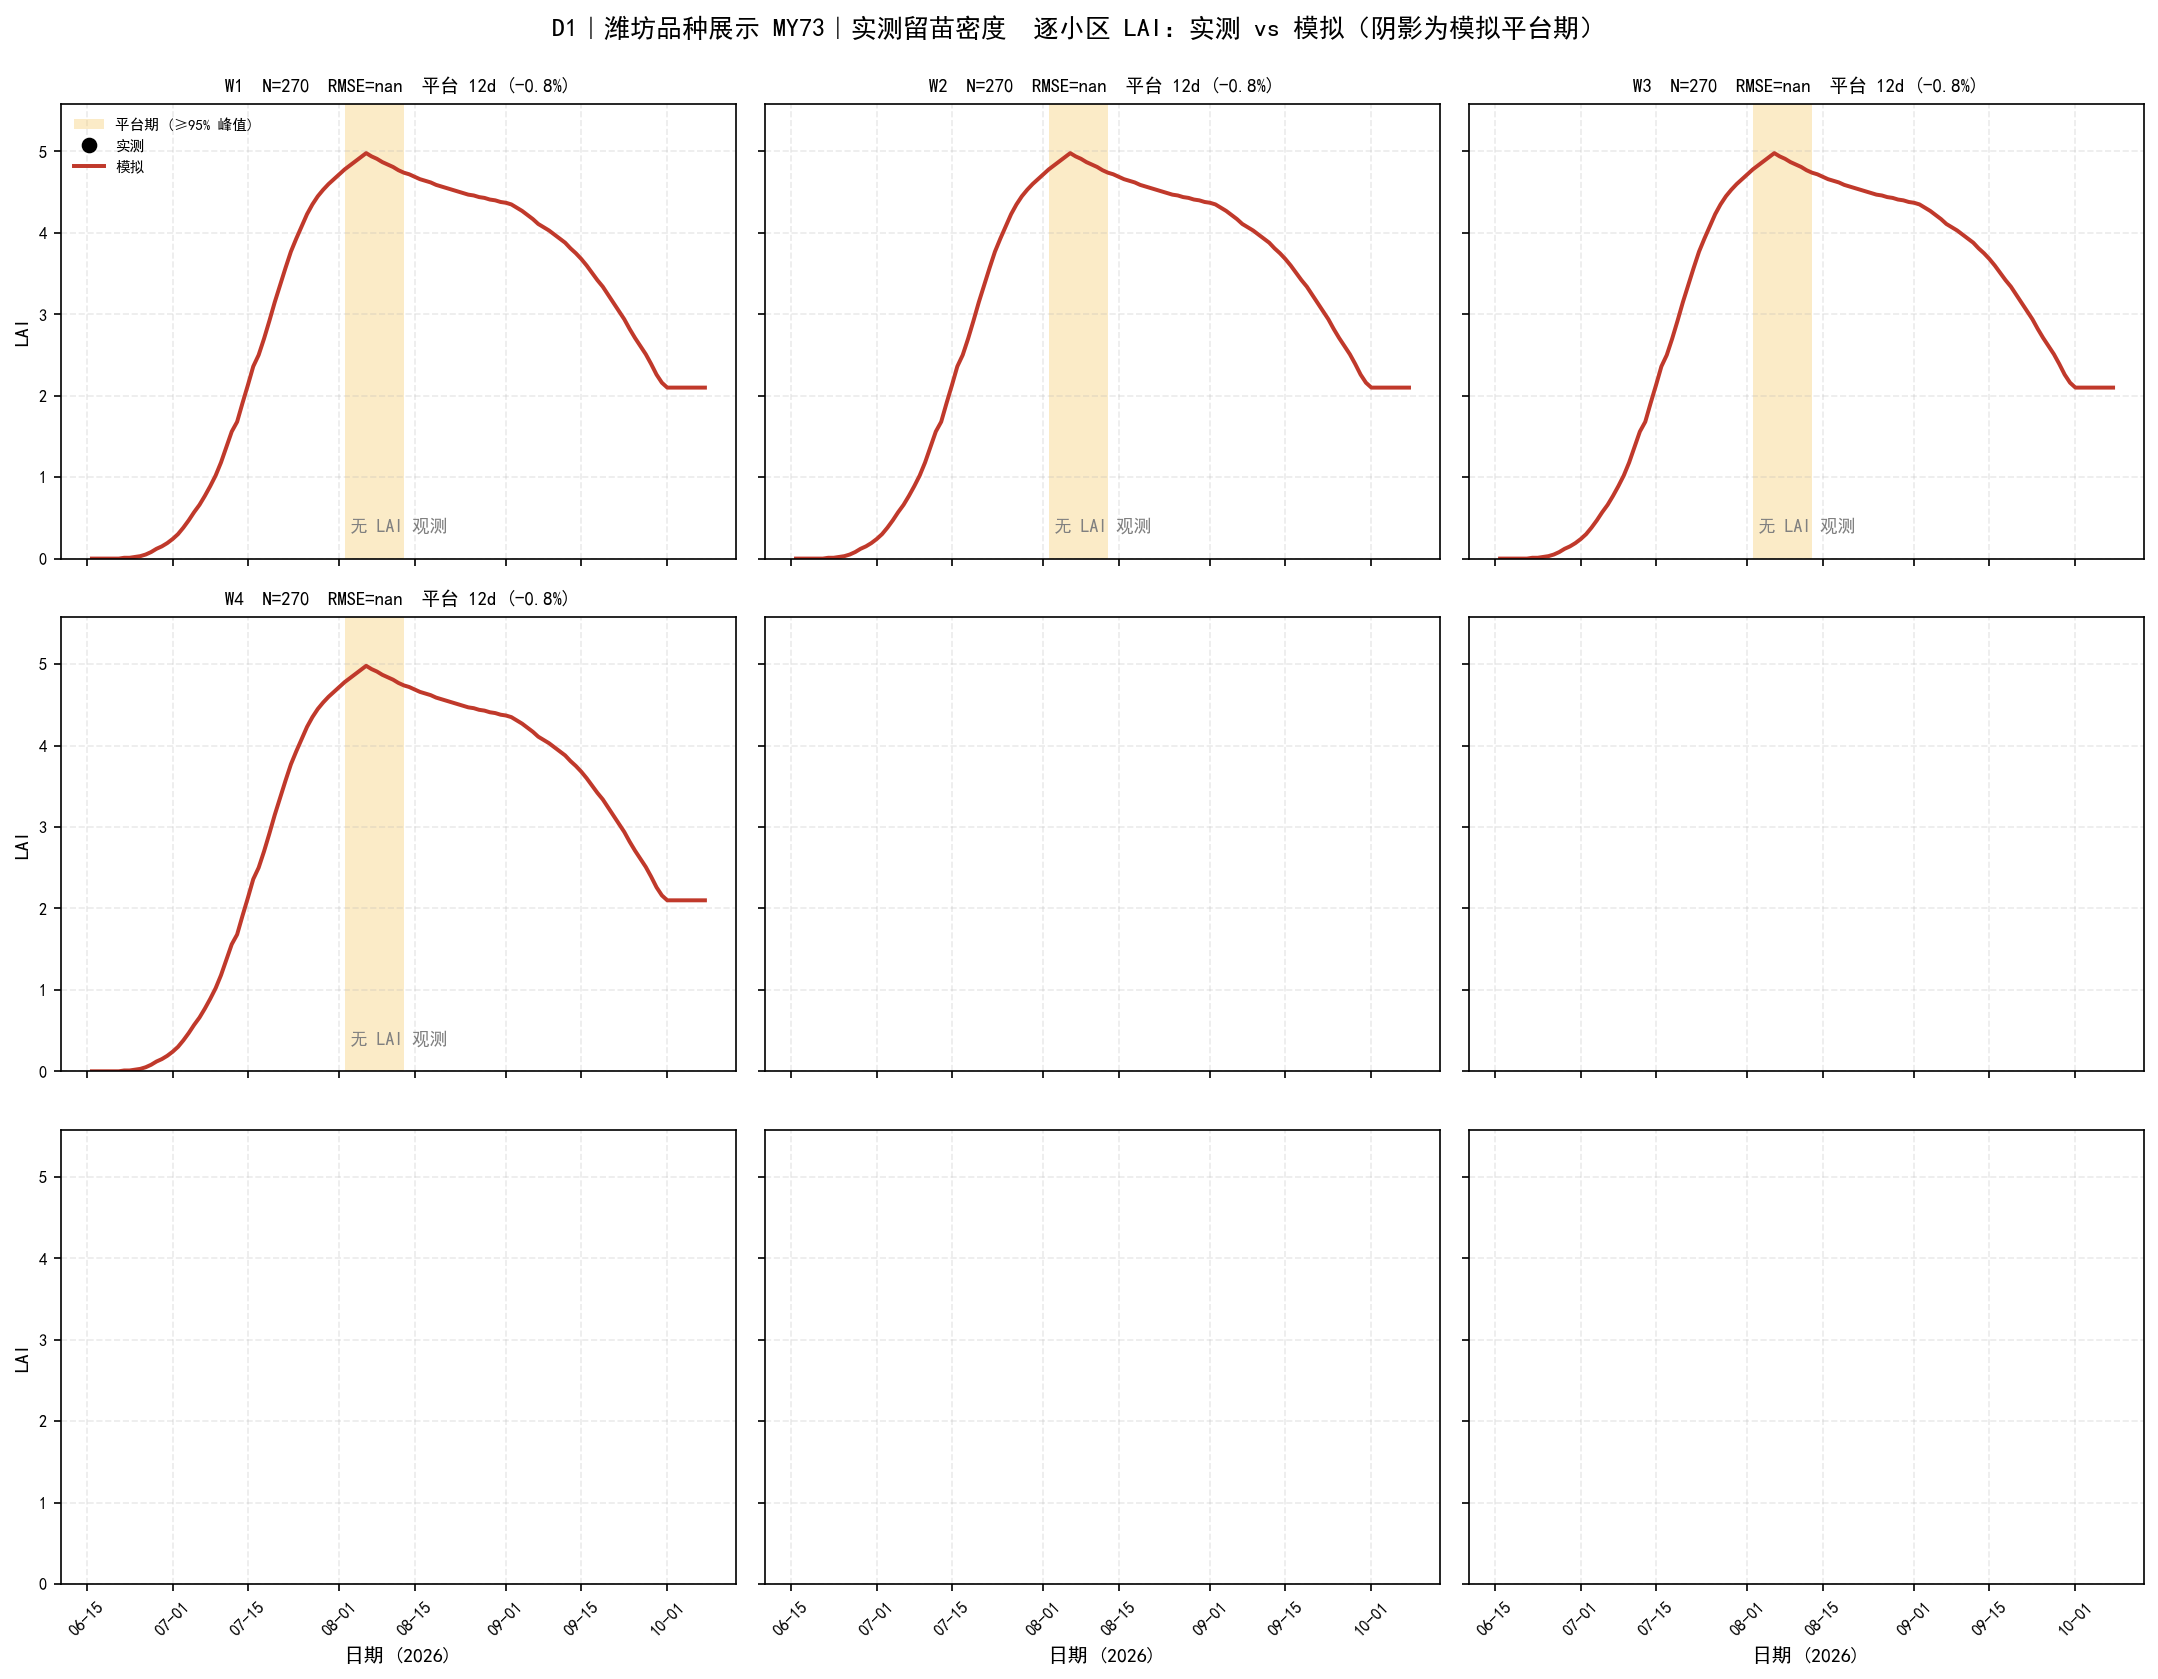 D1｜潍坊品种展示 MY73｜实测留苗密度  逐小区 LAI：实测 vs 模拟（阴影为模拟平台期）
W1  N=270  RMSE=nan  平台 12d (-0.8%)
W2  N=270  RMSE=nan  平台 12d (-0.8%)
W3  N=270  RMSE=nan  平台 12d (-0.8%)
平台期 (≥95% 峰值)
实测
模拟
5
4
3
2
1
0
LAI
无 LAI 观测
无 LAI 观测
无 LAI 观测
W4  N=270  RMSE=nan  平台 12d (-0.8%)
5
4
3
2
1
0
LAI
无 LAI 观测
5
4
3
2
1
0
LAI
06-15 07-01 07-15 08-01 08-15 09-01 09-15 10-01
06-15 07-01 07-15 08-01 08-15 09-01 09-15 10-01
06-15 07-01 07-15 08-01 08-15 09-01 09-15 10-01
日期 (2026)
日期 (2026)
日期 (2026)